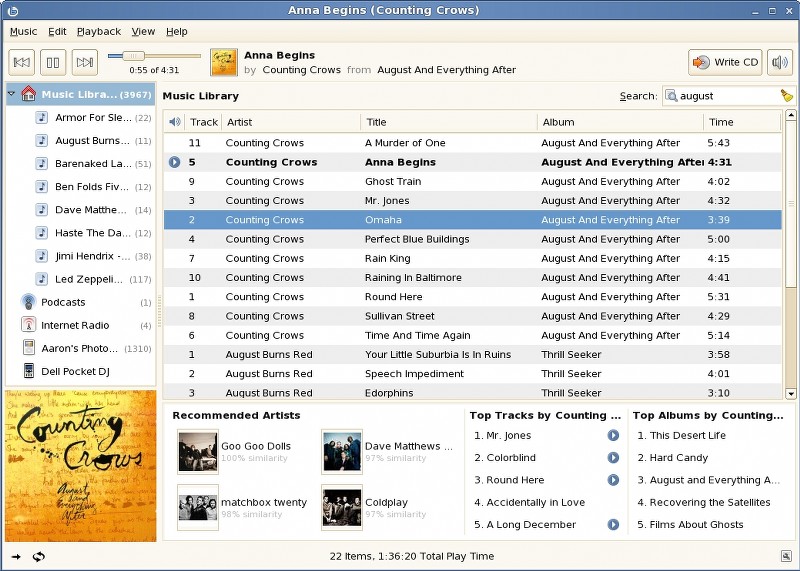 Anna Begins (Counting Crows)
Music Edit Playback View Help
Anna Begins
by Counting Crows from August And Everything After
0:55 of 4:31
Write CD
Music Libra... (3967)
Armor For Sle... (22)
August Burns... (11)
Barenaked La... (51)
Ben Folds Fiv... (12)
Dave Matthe... (14)
Haste The Da... (12)
Jimi Hendrix -... (38)
Led Zeppeli... (117)
Podcasts (1)
Internet Radio (4)
Aaron's Photo... (1310)
Dell Pocket DJ
Counting
Crows
August
And
Everything
After
Music Library
Search: august
Track Artist Title Album Time
11 Counting Crows A Murder of One August And Everything After 5:43
5 Counting Crows Anna Begins August And Everything After 4:31
9 Counting Crows Ghost Train August And Everything After 4:02
3 Counting Crows Mr. Jones August And Everything After 4:32
2 Counting Crows Omaha August And Everything After 3:39
4 Counting Crows Perfect Blue Buildings August And Everything After 5:00
7 Counting Crows Rain King August And Everything After 4:15
10 Counting Crows Raining In Baltimore August And Everything After 4:41
1 Counting Crows Round Here August And Everything After 5:31
8 Counting Crows Sullivan Street August And Everything After 4:29
6 Counting Crows Time And Time Again August And Everything After 5:14
1 August Burns Red Your Little Suburbia Is In Ruins Thrill Seeker 3:58
2 August Burns Red Speech Impediment Thrill Seeker 4:01
3 August Burns Red Edorphins Thrill Seeker 3:10
Recommended Artists
Goo Goo Dolls
100% similarity
Dave Matthews ...
97% similarity
matchbox twenty
98% similarity
Coldplay
97% similarity
Top Tracks by Counting ...
1. Mr. Jones
2. Colorblind
3. Round Here
4. Accidentally in Love
5. A Long December
Top Albums by Counting...
1. This Desert Life
2. Hard Candy
3. August and Everything A...
4. Recovering the Satellites
5. Films About Ghosts
22 Items, 1:36:20 Total Play Time